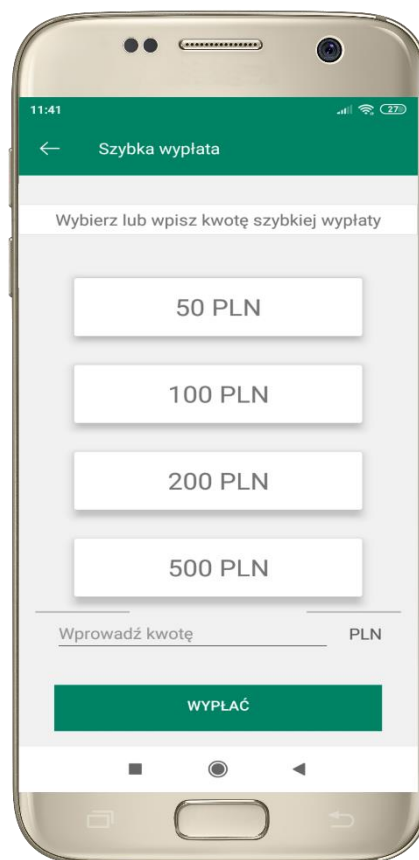 11:41
27
Szybka wypłata
Wybierz lub wpisz kwotę szybkiej wypłaty
50 PLN
100 PLN
200 PLN
500 PLN
Wprowadź kwotę PLN
WYPŁAĆ